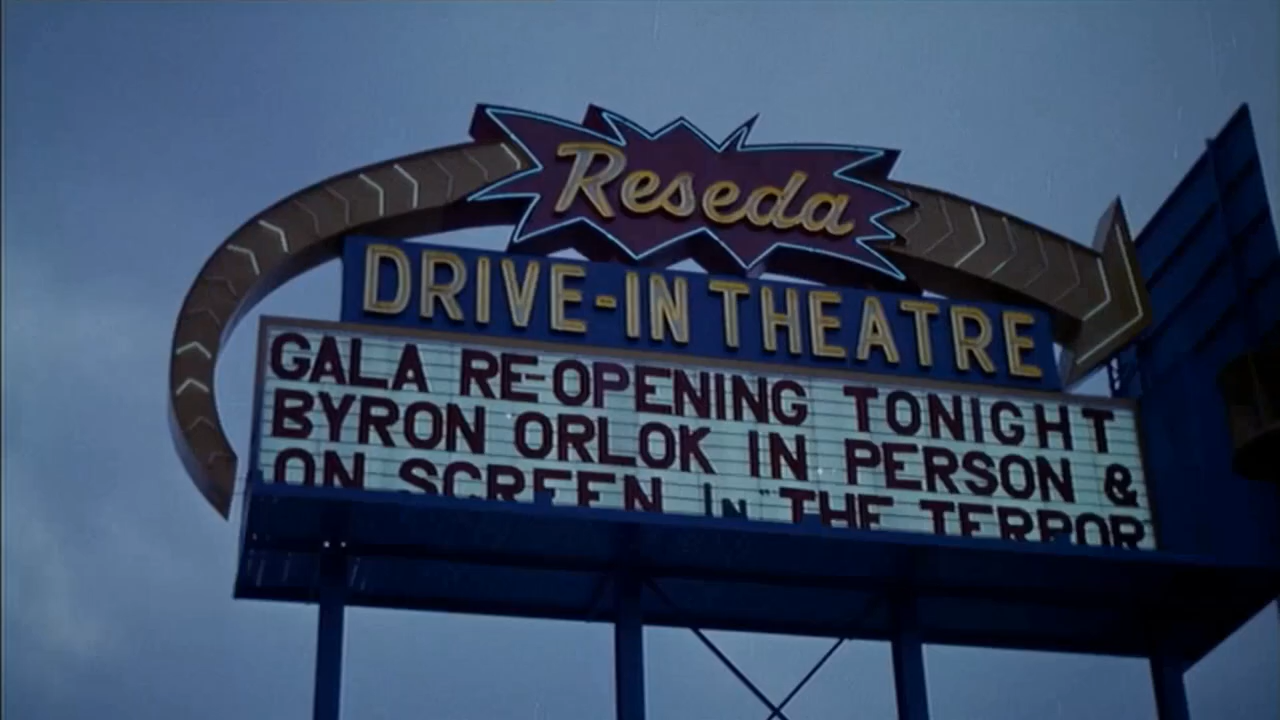 Reseda
DRIVE-IN THEATRE
GALA RE-OPENING TONIGHT
BYRON ORLOK IN PERSON &
ON SCREEN In "THE TERROR